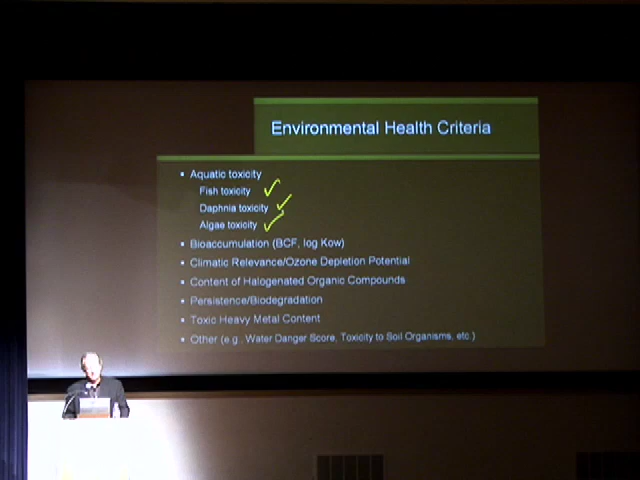 Environmental Health Criteria
▪ Aquatic toxicity
Fish toxicity
Daphnia toxicity
Algae toxicity
▪ Bioaccumulation (BCF, log Kow)
▪ Climatic Relevance/Ozone Depletion Potential
▪ Content of Halogenated Organic Compounds
▪ Persistence/Biodegradation
▪ Toxic Heavy Metal Content
▪ Other (e.g., Water Danger Score, Toxicity to Soil Organisms, etc.)